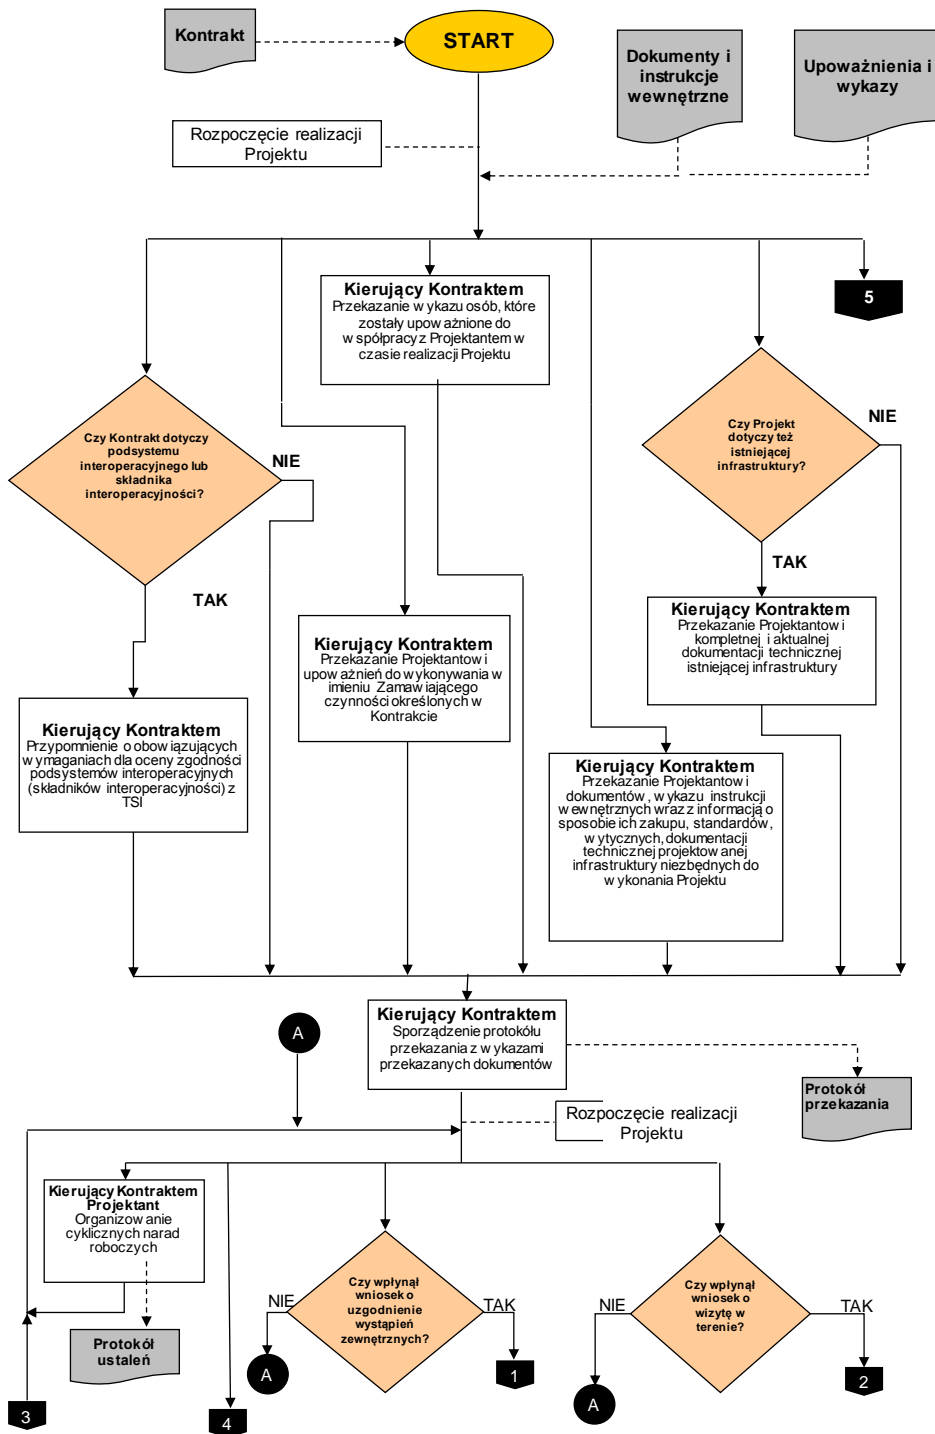 Kontrakt
START
Dokumenty i
instrukcje
wewnętrzne
Upoważnienia i
wykazy
Rozpoczęcie realizacji
Projektu
Kierujący Kontraktem
Przekazanie wykazu osób, które
zostały upoważnione do
współpracy z Projektantem w
czasie realizacji Projektu
5
Czy Kontrakt dotyczy
podsystemu
interoperacyjnego lub
składnika
interoperacyjności?
NIE
TAK
Czy Projekt
dotyczy też
istniejącej
infrastruktury?
NIE
TAK
Kierujący Kontraktem
Przekazanie Projektantowi
kompletnej i aktualnej
dokumentacji technicznej
istniejącej infrastruktury
Kierujący Kontraktem
Przekazanie Projektantowi
upoważnień do wykonywania w
imieniu Zamawiającego
czynności określonych w
Kontrakcie
Kierujący Kontraktem
Przypomnienie o obowiązujących
wymaganiach dla oceny zgodności
podsystemów interoperacyjnych
(składników interoperacyjności) z
TSI
Kierujący Kontraktem
Przekazanie Projektantowi
dokumentów, wykazu instrukcji
wewnętrznych wraz z informacją o
sposobie ich zakupu, standardów,
wytycznych, dokumentacji
technicznej projektowanej
infrastruktury niezbędnych do
wykonania Projektu
Kierujący Kontraktem
Sporządzenie protokółu
przekazania z wykazami
przekazanych dokumentów
A
Protokół
przekazania
Rozpoczęcie realizacji
Projektu
Kierujący Kontraktem
Projektant
Organizowanie
cyklicznych narad
roboczych
Protokół
ustaleń
Czy wpłynął
wniosek o
uzgodnienie
wystąpień
zewnętrznych?
NIE
TAK
A
1
Czy wpłynął
wniosek o
wizytę w
terenie?
NIE
TAK
A
2
3
4